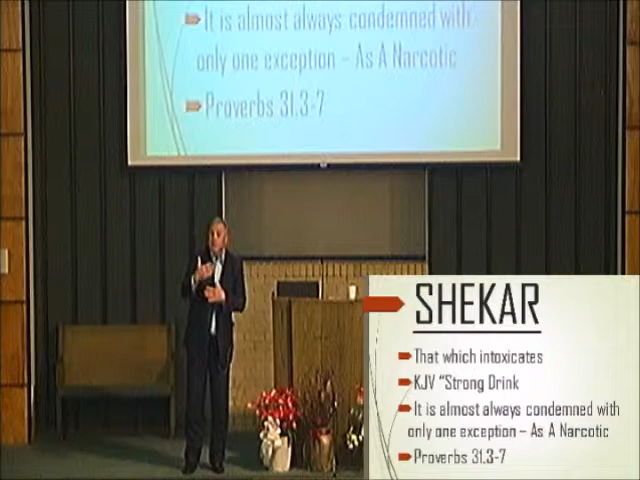 It is almost always condemned with
only one exception – As A Narcotic
Proverbs 31.3-7
SHEKAR
That which intoxicates
KJV "Strong Drink
It is almost always condemned with
only one exception – As A Narcotic
Proverbs 31.3-7